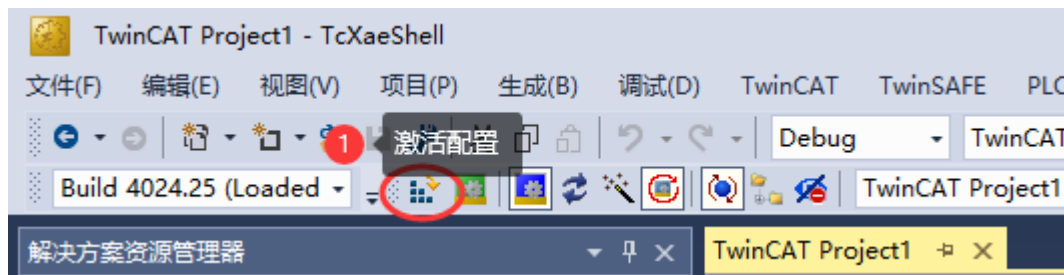 TwinCAT Project1 - TcXaeShell
文件(F) 编辑(E) 视图(V) 项目(P) 生成(B) 调试(D) TwinCAT TwinSAFE PLC
1 激活配置 Debug TwinCAT
Build 4024.25 (Loaded TwinCAT Project1
解决方案资源管理器 TwinCAT Project1